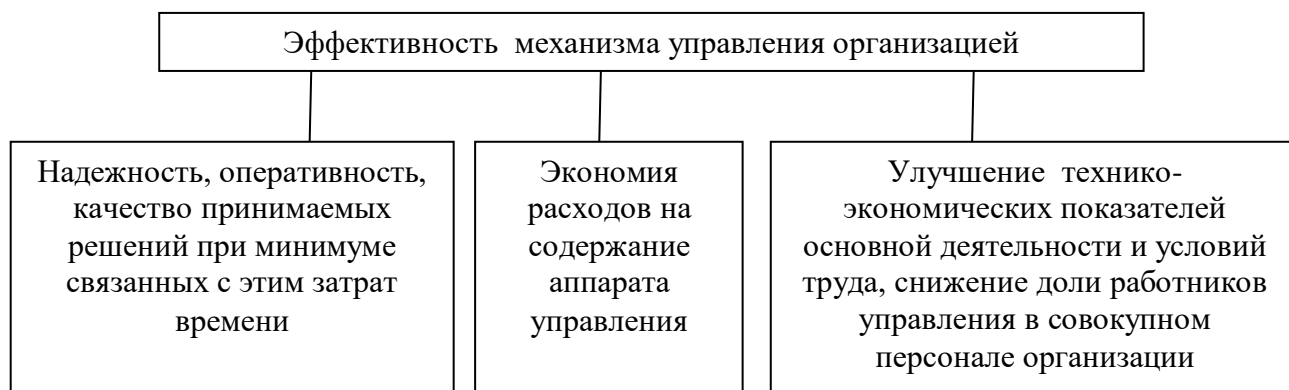 Эффективность механизма управления организацией
Надежность, оперативность,
качество принимаемых
решений при минимуме
связанных с этим затрат
времени
Экономия
расходов на
содержание
аппарата
управления
Улучшение технико-
экономических показателей
основной деятельности и условий
труда, снижение доли работников
управления в совокупном
персонале организации